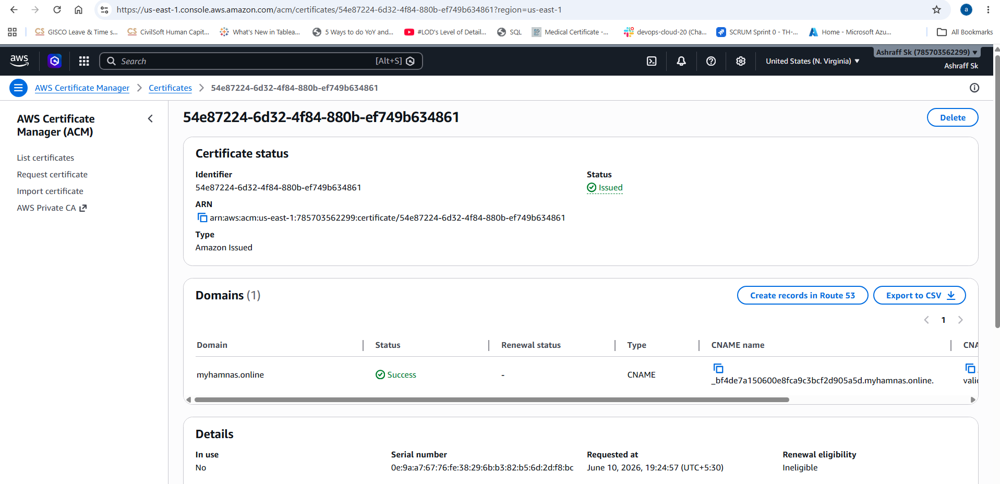 https://us-east-1.console.aws.amazon.com/acm/certificates/54e87224-6d32-4f84-880b-ef749b634861?region=us-east-1
a
CS GISCO Leave & Time s...
CS CivilSoft Human Capit...
What's New in Tablea...
5 Ways to do YoY and...
#LOD's Level of Detail...
SQL
Medical Certificate -...
devops-cloud-20 (Cha...
SCRUM Sprint 0 - TH-...
Home - Microsoft Azu...
All Bookmarks
aws
Search
[Alt+S]
United States (N. Virginia)
Ashraff Sk (785703562299)
Ashraff Sk
AWS Certificate Manager
Certificates
54e87224-6d32-4f84-880b-ef749b634861
AWS Certificate
Manager (ACM)
List certificates
Request certificate
Import certificate
AWS Private CA
54e87224-6d32-4f84-880b-ef749b634861
Delete
Certificate status
Identifier
54e87224-6d32-4f84-880b-ef749b634861
Status
Issued
ARN
arn:aws:acm:us-east-1:785703562299:certificate/54e87224-6d32-4f84-880b-ef749b634861
Type
Amazon Issued
Domains (1)
Create records in Route 53
Export to CSV
1
Domain
Status
Renewal status
Type
CNAME name
CNA
myhamnas.online
Success
-
CNAME
_bf4de7a150600e8fca9c3bcf2d905a5d.myhamnas.online.
valid
Details
In use
No
Serial number
0e:9a:a7:67:76:fe:38:29:6b:b3:82:b5:6d:2d:f8:bc
Requested at
June 10, 2026, 19:24:57 (UTC+5:30)
Renewal eligibility
Ineligible